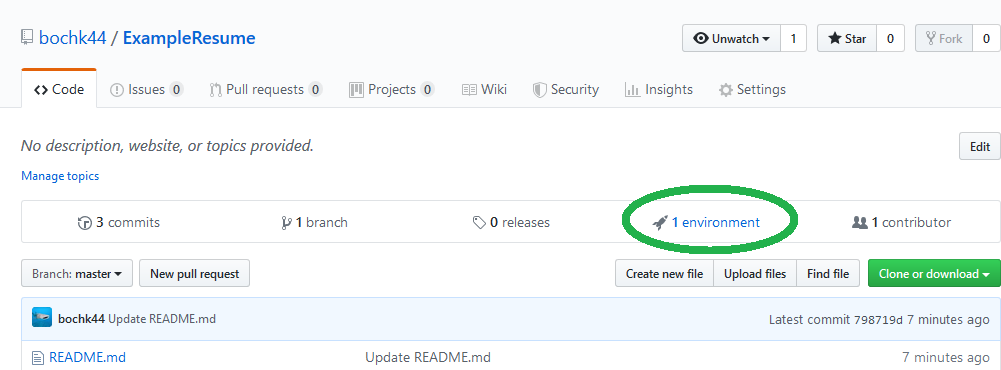 bochk44 / ExampleResume
Unwatch 1 Star 0 Fork 0
Code Issues 0 Pull requests 0 Projects 0 Wiki Security Insights Settings
No description, website, or topics provided. Edit
Manage topics
3 commits 1 branch 0 releases 1 environment 1 contributor
Branch: master New pull request Create new file Upload files Find file Clone or download
bochk44 Update README.md Latest commit 798719d 7 minutes ago
README.md Update README.md 7 minutes ago